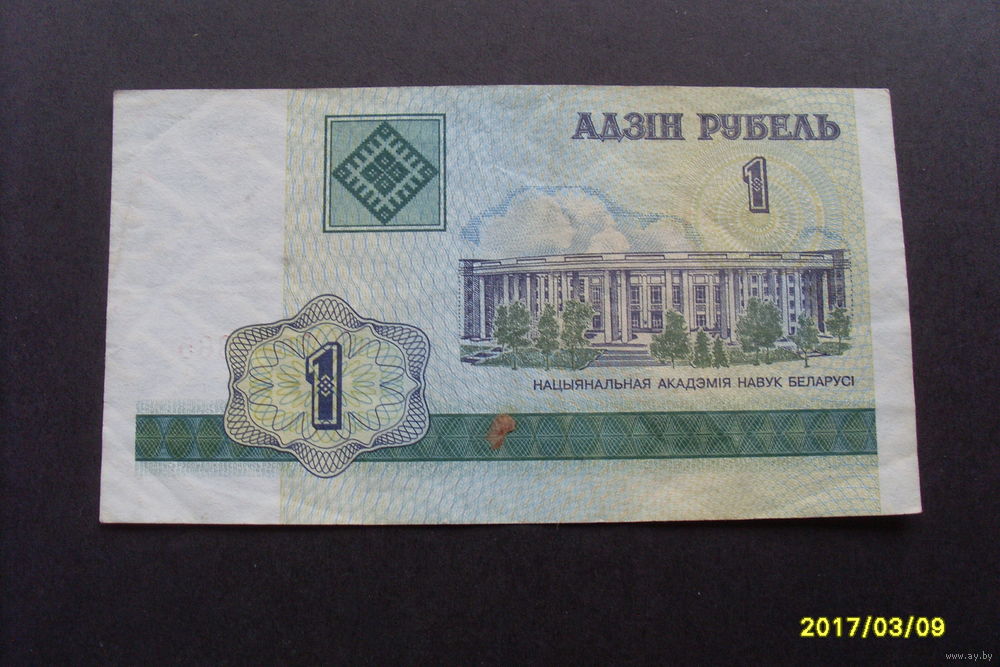 АДЗІН РУБЕЛЬ
1
НАЦЫЯНАЛЬНАЯ АКАДЭМІЯ НАВУК БЕЛАРУСІ
1
2017/03/09
www.ay.by